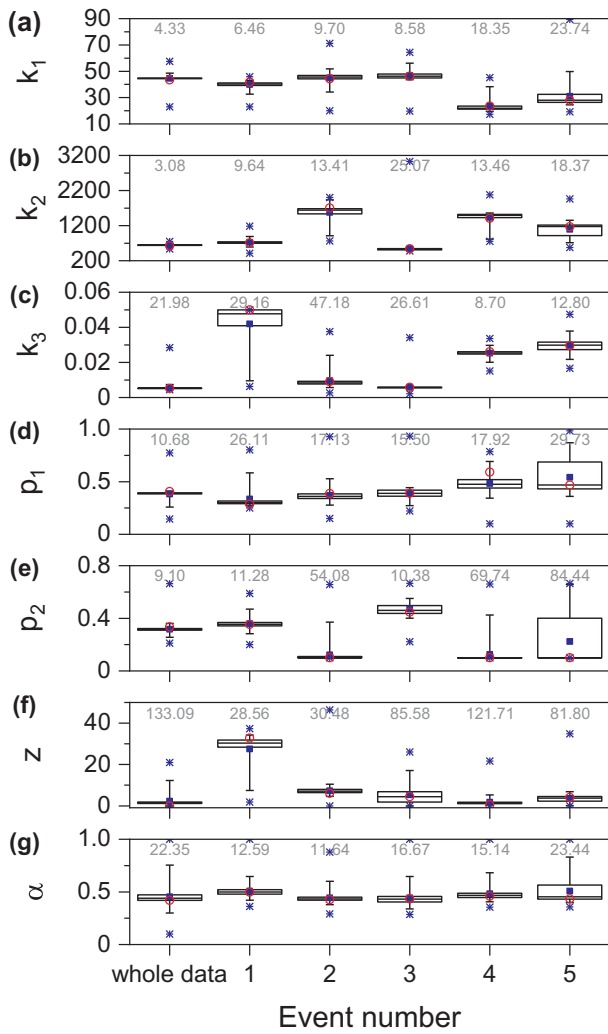 (a)
k1
90
70
50
30
10
4.33 6.46 9.70 8.58 18.35 23.74
(b)
k2
3200
2200
1200
200
3.08 9.64 13.41 25.07 13.46 18.37
(c)
k3
0.06
0.04
0.02
0
21.98 29.16 47.18 26.61 8.70 12.80
(d)
p1
1.0
0.5
0
10.68 26.11 17.13 15.50 17.92 29.73
(e)
p2
0.8
0.4
0
9.10 11.28 54.08 10.38 69.74 84.44
(f)
z
40
20
0
133.09 28.56 30.48 85.58 121.71 81.80
(g)
α
1.0
0.5
0
22.35 12.59 11.64 16.67 15.14 23.44
whole data 1 2 3 4 5
Event number